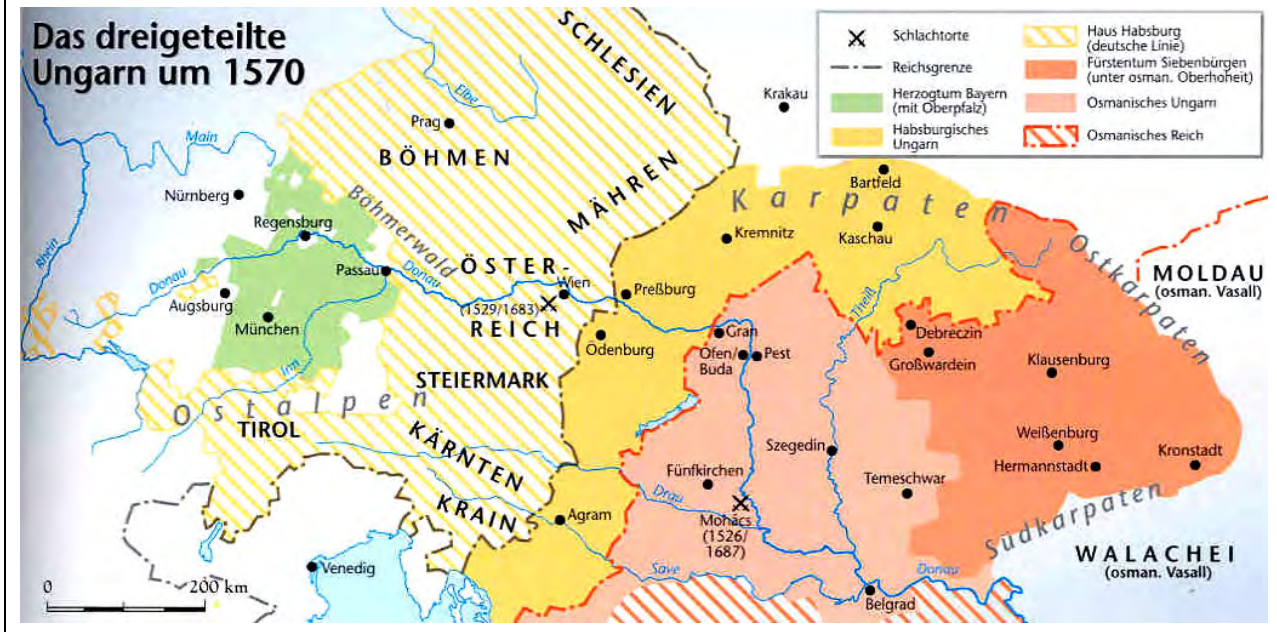 Das dreigeteilte
Ungarn um 1570
Schlachtorte
Reichsgrenze
Herzogtum Bayern
(mit Oberpfalz)
Habsburgisches
Ungarn
Haus Habsburg
(deutsche Linie)
Fürstentum Siebenbürgen
(unter osman. Oberhoheit)
Osmanisches Ungarn
Osmanisches Reich
SCHLESIEN
Elbe
Krakau
Prag
Main
BÖHMEN
MÄHREN
Nürnberg
Bartfeld
Karpaten
Böhmerwald
Regensburg
Kremnitz
Kaschau
Ostkarpaten
Rhein
Donau
Passau
Donau
ÖSTER-
REICH
Wien
(1529/1683)
Preßburg
Theiß
MOLDAU
(osman. Vasall)
Augsburg
München
Ödenburg
Gran
Debreczin
Ofen/
Buda
Pest
Großwardein
Klausenburg
Inn
STEIERMARK
Ostalpen
TIROL
KÄRNTEN
KRAIN
Szegedin
Weißenburg
Kronstadt
Hermannstadt
Fünfkirchen
Temeschwar
Drau
Mohács
(1526/
1687)
Agram
Südkarpaten
WALACHEI
(osman. Vasall)
Venedig
Save
Donau
Belgrad
0 200 km